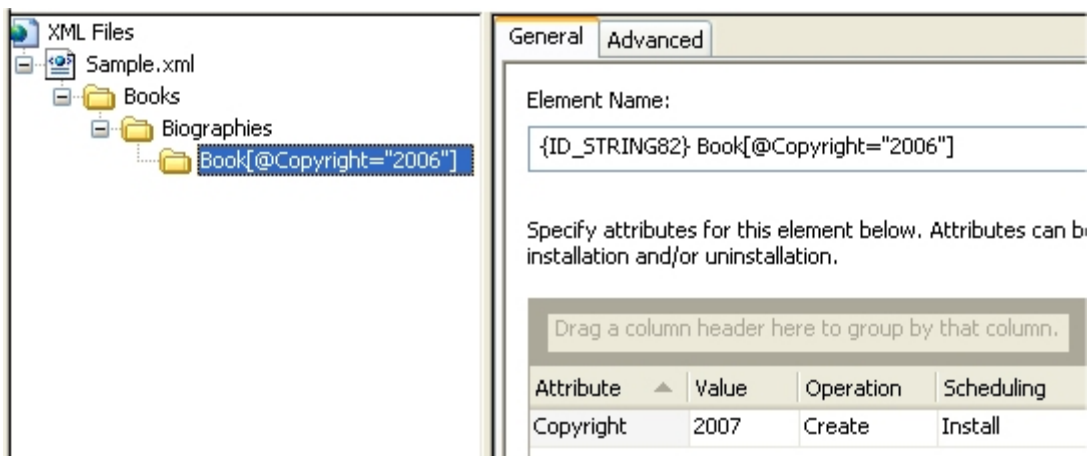 XML Files
Sample.xml
Books
Biographies
Book[@Copyright="2006"]
General Advanced
Element Name:
{ID_STRING82} Book[@Copyright="2006"]
Specify attributes for this element below. Attributes can b
installation and/or uninstallation.
Drag a column header here to group by that column.
Attribute Value Operation Scheduling
Copyright 2007 Create Install